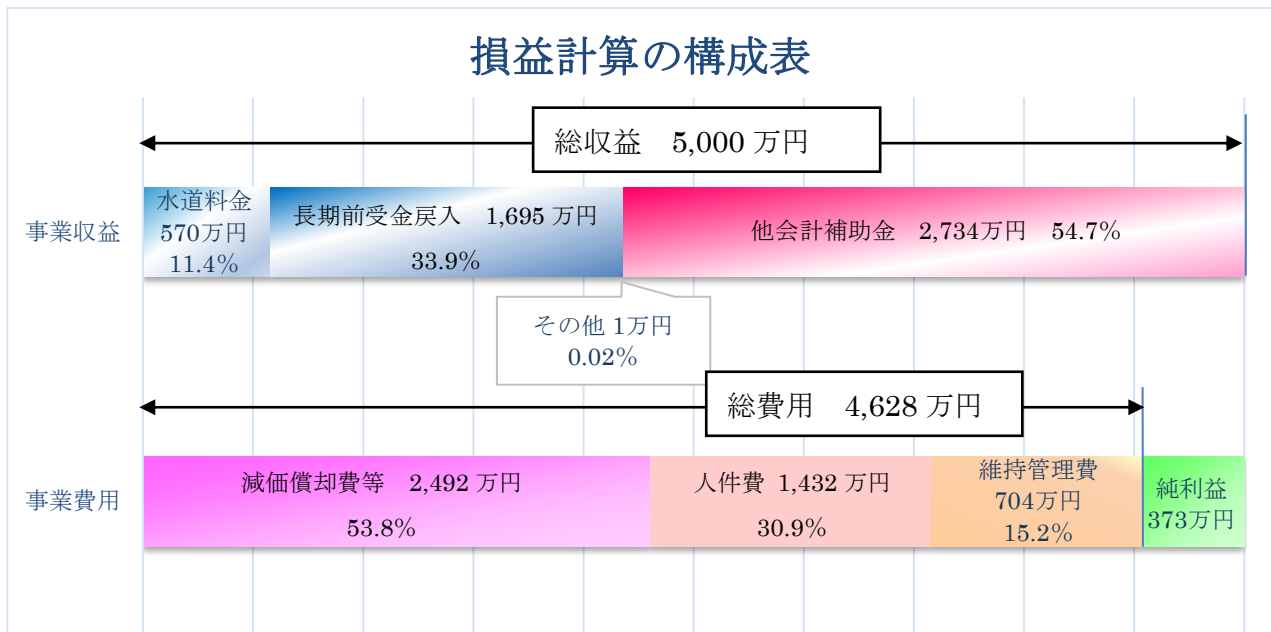 損益計算の構成表
総収益 5,000 万円
事業収益
水道料金
570万円
11.4%
長期前受金戻入 1,695 万円
33.9%
他会計補助金 2,734万円 54.7%
その他 1万円
0.02%
総費用 4,628 万円
事業費用
減価償却費等 2,492 万円
53.8%
人件費 1,432 万円
30.9%
維持管理費
704万円
15.2%
純利益
373万円